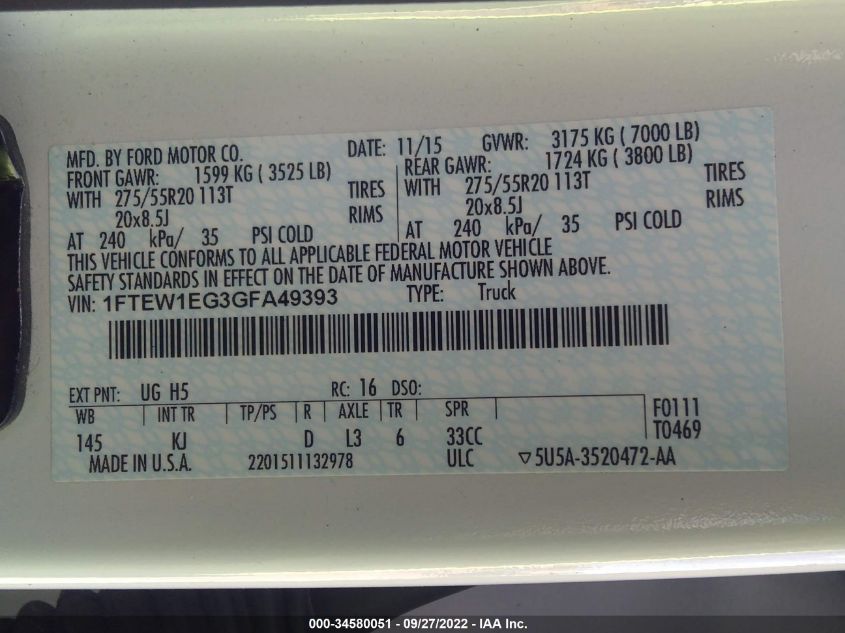 MFD. BY FORD MOTOR CO. DATE: 11/15 GVWR: 3175 KG ( 7000 LB)
FRONT GAWR: 1599 KG ( 3525 LB) REAR GAWR: 1724 KG ( 3800 LB)
WITH 275/55R20 113T TIRES WITH 275/55R20 113T TIRES
20x8.5J RIMS 20x8.5J RIMS
AT 240 kPa/ 35 PSI COLD AT 240 kPa/ 35 PSI COLD
THIS VEHICLE CONFORMS TO ALL APPLICABLE FEDERAL MOTOR VEHICLE
SAFETY STANDARDS IN EFFECT ON THE DATE OF MANUFACTURE SHOWN ABOVE.
VIN: 1FTEW1EG3GFA49393 TYPE: Truck
EXT PNT: UG H5 RC: 16 DSO:
WB INT TR TP/PS R AXLE TR SPR F0111
145 KJ D L3 6 33CC T0469
MADE IN U.S.A. 2201511132978 ULC ▽5U5A-3520472-AA
000-34580051 - 09/27/2022 - IAA Inc.